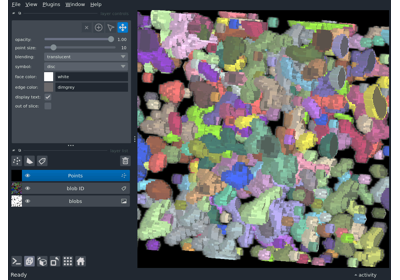 File View Plugins Window Help
opacity: 1.00
point size: 10
blending: translucent
symbol: disc
face color: white
edge color: dimgrey
display text:
out of slice:
Points
blob ID
blobs
Ready
activity